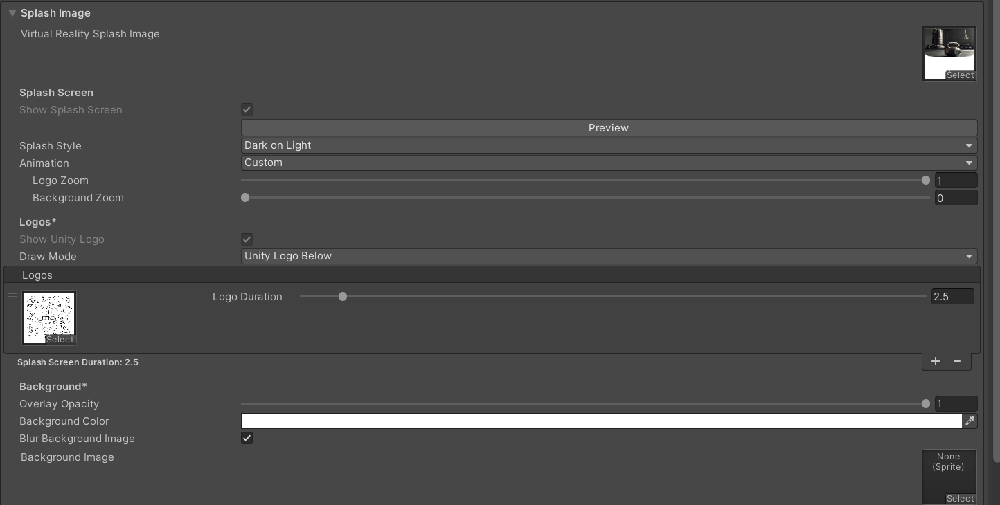 Splash Image
Virtual Reality Splash Image
Select
Splash Screen
Show Splash Screen
Preview
Splash Style Dark on Light
Animation Custom
Logo Zoom 1
Background Zoom 0
Logos*
Show Unity Logo
Draw Mode Unity Logo Below
Logos
Logo Duration 2.5
Select
Splash Screen Duration: 2.5
Background*
Overlay Opacity 1
Background Color
Blur Background Image
Background Image
None
(Sprite)
Select